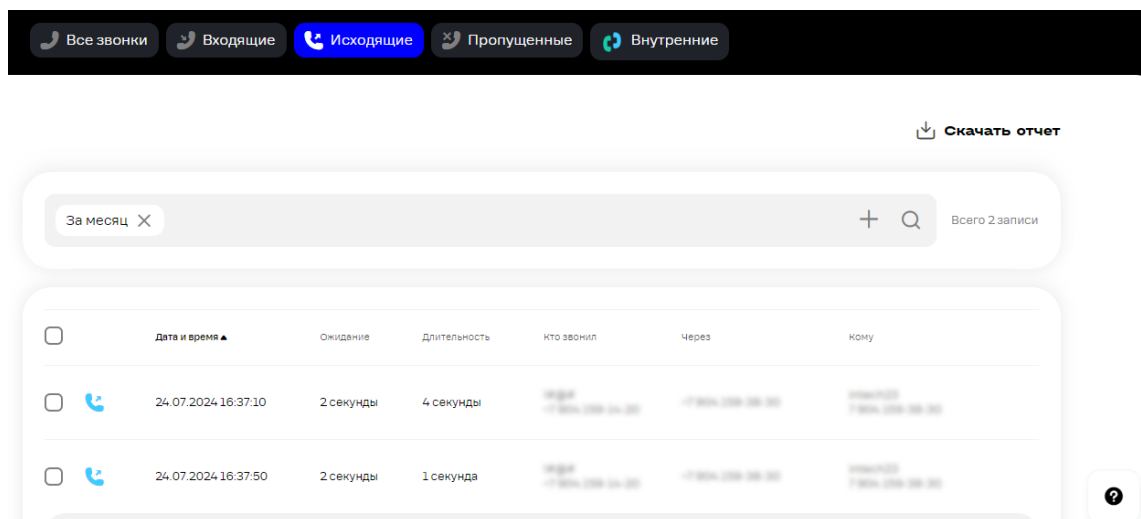 Все звонки Входящие Исходящие Пропущенные Внутренние
Скачать отчет
За месяц Всего 2 записи
Дата и время ▲ Ожидание Длительность Кто звонил Через Кому
24.07.2024 16:37:10 2 секунды 4 секунды
24.07.2024 16:37:50 2 секунды 1 секунда